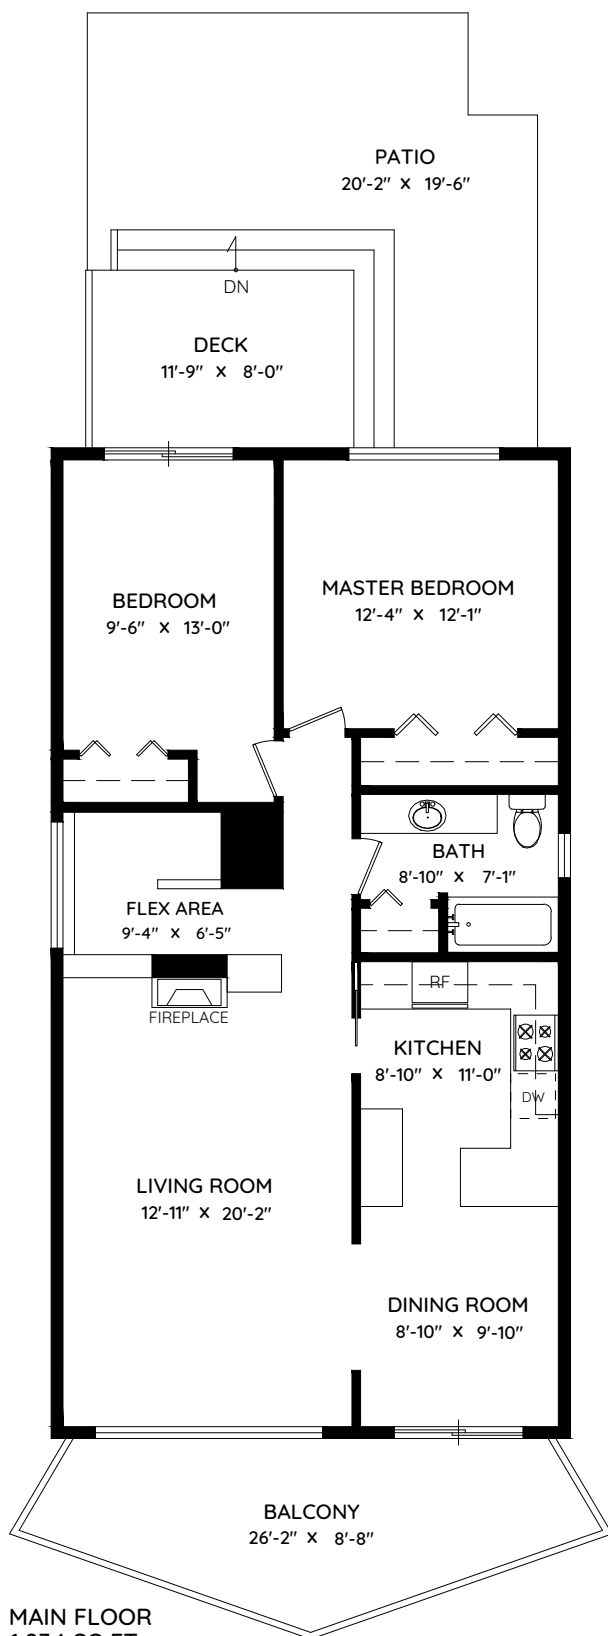 PATIO
20'-2" X 19'-6"
DN
DECK
11'-9" X 8'-0"
BEDROOM
9'-6" X 13'-0"
MASTER BEDROOM
12'-4" X 12'-1"
BATH
8'-10" X 7'-1"
FLEX AREA
9'-4" X 6'-5"
FIREPLACE
RF
KITCHEN
8'-10" X 11'-0"
DW
LIVING ROOM
12'-11" X 20'-2"
DINING ROOM
8'-10" X 9'-10"
BALCONY
26'-2" X 8'-8"
MAIN FLOOR